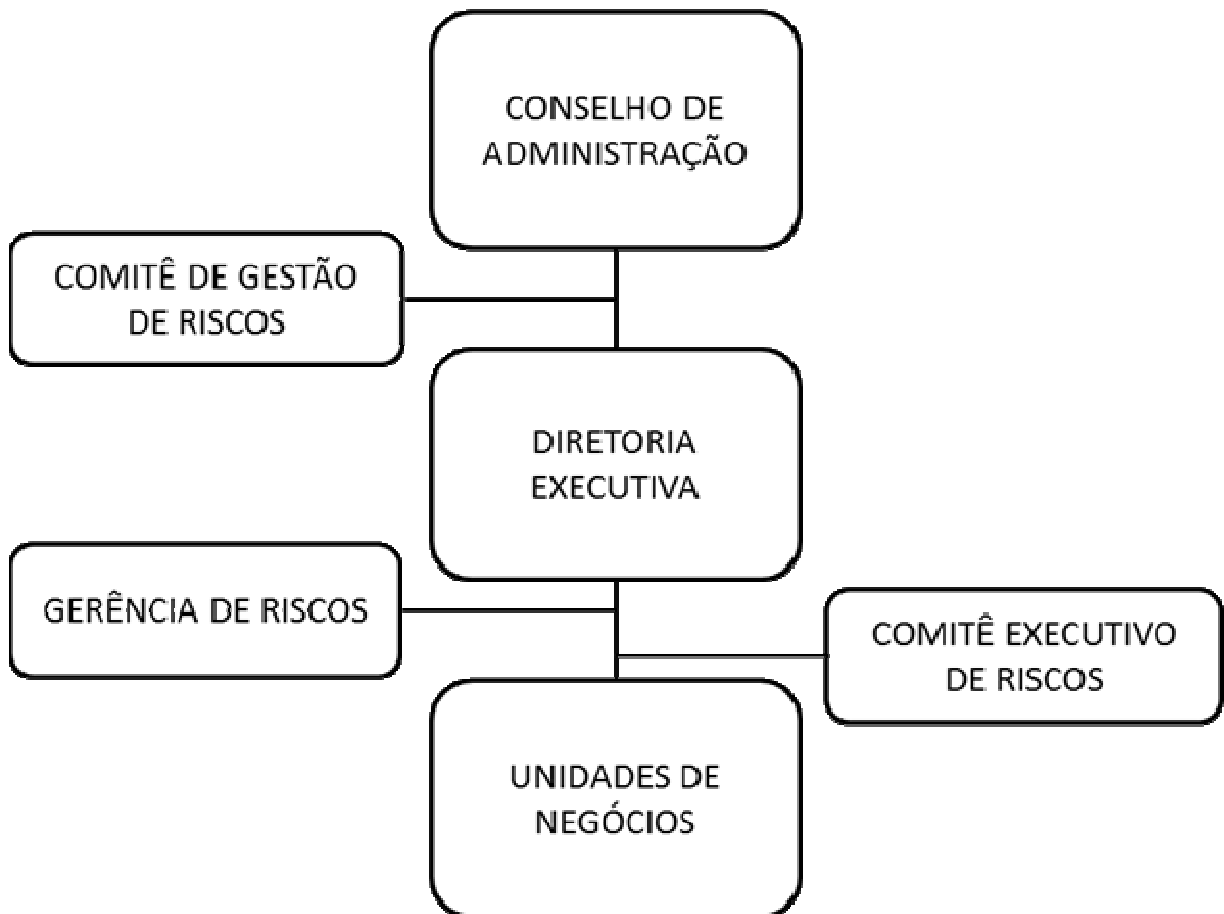 CONSELHO DE
ADMINISTRAÇÃO
COMITÊ DE GESTÃO
DE RISCOS
DIRETORIA
EXECUTIVA
GERÊNCIA DE RISCOS
COMITÊ EXECUTIVO
DE RISCOS
UNIDADES DE
NEGÓCIOS